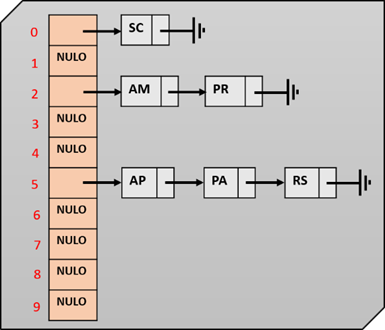 0 SC
1 NULO
2 AM PR
3 NULO
4 NULO
5 AP PA RS
6 NULO
7 NULO
8 NULO
9 NULO